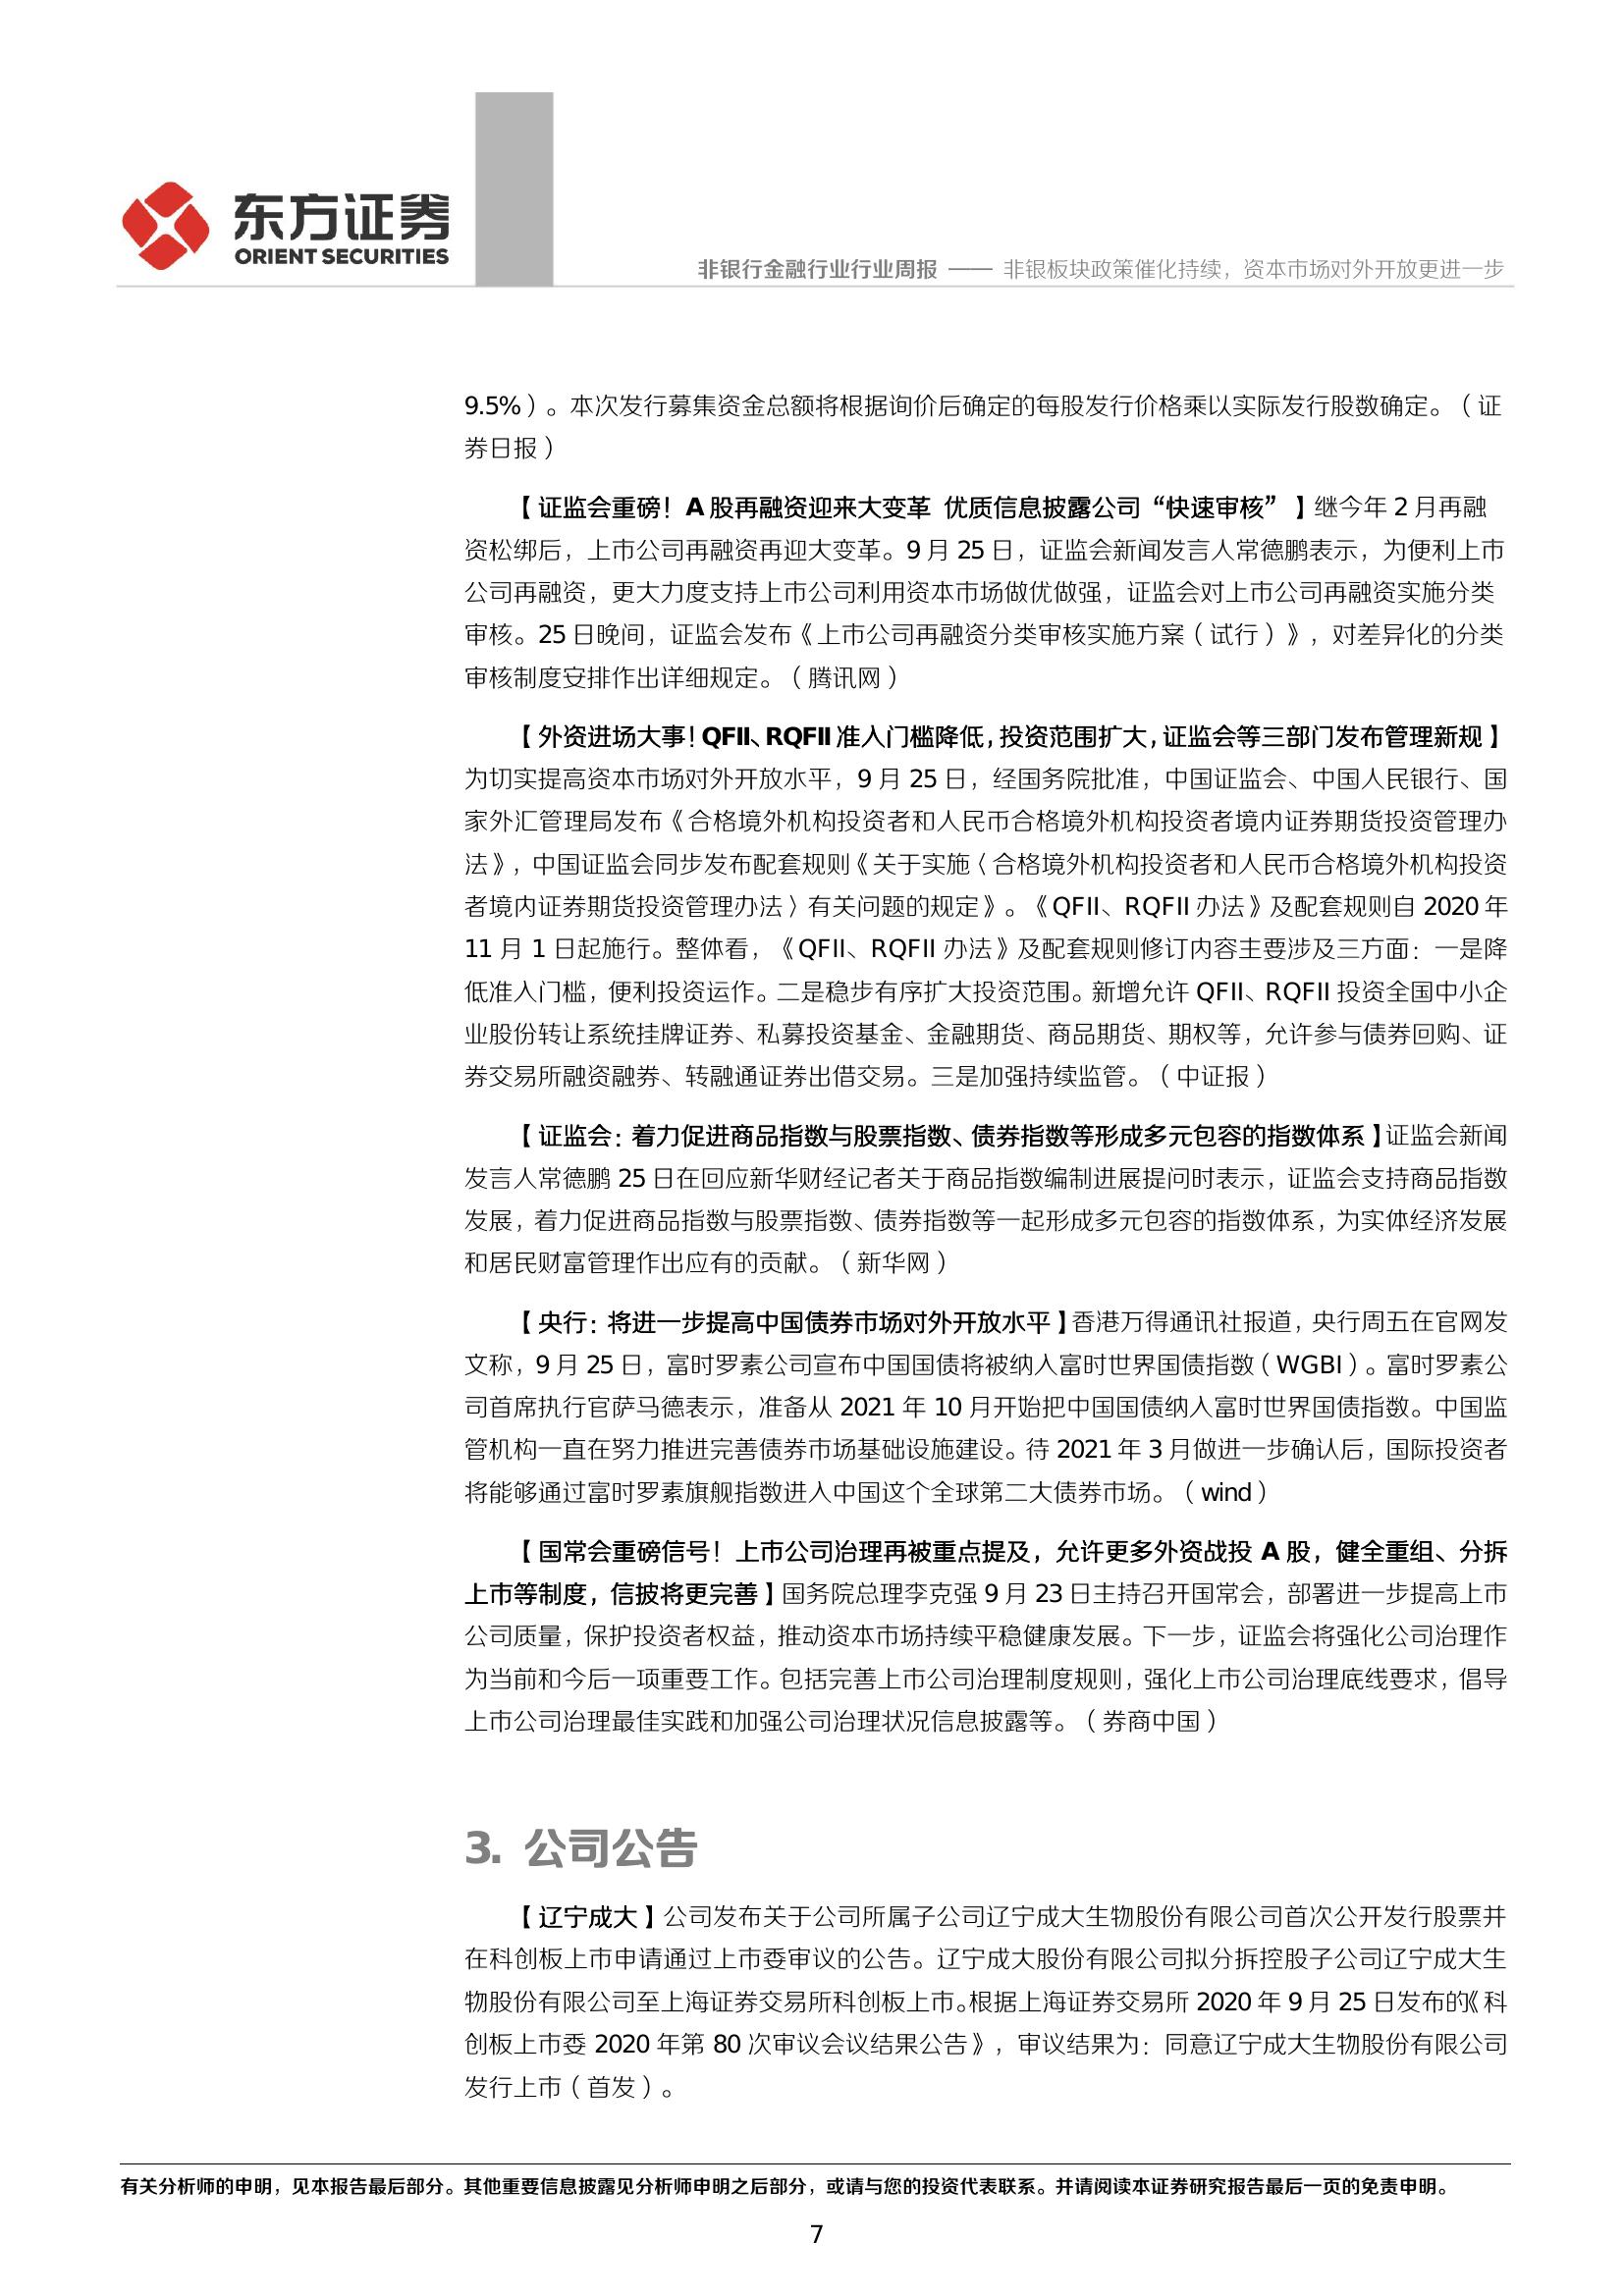 东方证券
ORIENT SECURITIES
非银行金融行业行业周报 —— 非银板块政策催化持续，资本市场对外开放更进一步
9.5%）。本次发行募集资金总额将根据询价后确定的每股发行价格乘以实际发行股数确定。（证
券日报）
【证监会重磅！A 股再融资迎来大变革 优质信息披露公司“快速审核”】继今年 2 月再融
资松绑后，上市公司再融资再迎大变革。9 月 25 日，证监会新闻发言人常德鹏表示，为便利上市
公司再融资，更大力度支持上市公司利用资本市场做优做强，证监会对上市公司再融资实施分类
审核。25 日晚间，证监会发布《上市公司再融资分类审核实施方案（试行）》，对差异化的分类
审核制度安排作出详细规定。（腾讯网）
【外资进场大事！QFII、RQFII 准入门槛降低，投资范围扩大，证监会等三部门发布管理新规】
为切实提高资本市场对外开放水平，9 月 25 日，经国务院批准，中国证监会、中国人民银行、国
家外汇管理局发布《合格境外机构投资者和人民币合格境外机构投资者境内证券期货投资管理办
法》，中国证监会同步发布配套规则《关于实施〈合格境外机构投资者和人民币合格境外机构投资
者境内证券期货投资管理办法〉有关问题的规定》。《QFII、RQFII 办法》及配套规则自 2020 年
11 月 1 日起施行。整体看，《QFII、RQFII 办法》及配套规则修订内容主要涉及三方面：一是降
低准入门槛，便利投资运作。二是稳步有序扩大投资范围。新增允许 QFII、RQFII 投资全国中小企
业股份转让系统挂牌证券、私募投资基金、金融期货、商品期货、期权等，允许参与债券回购、证
券交易所融资融券、转融通证券出借交易。三是加强持续监管。（中证报）
【证监会：着力促进商品指数与股票指数、债券指数等形成多元包容的指数体系】证监会新闻
发言人常德鹏 25 日在回应新华财经记者关于商品指数编制进展提问时表示，证监会支持商品指数
发展，着力促进商品指数与股票指数、债券指数等一起形成多元包容的指数体系，为实体经济发展
和居民财富管理作出应有的贡献。（新华网）
【央行：将进一步提高中国债券市场对外开放水平】香港万得通讯社报道，央行周五在官网发
文称，9 月 25 日，富时罗素公司宣布中国国债将被纳入富时世界国债指数（WGBI）。富时罗素公
司首席执行官萨马德表示，准备从 2021 年 10 月开始把中国国债纳入富时世界国债指数。中国监
管机构一直在努力推进完善债券市场基础设施建设。待 2021 年 3 月做进一步确认后，国际投资者
将能够通过富时罗素旗舰指数进入中国这个全球第二大债券市场。（wind）
【国常会重磅信号！上市公司治理再被重点提及，允许更多外资战投 A 股，健全重组、分拆
上市等制度，信披将更完善】国务院总理李克强 9 月 23 日主持召开国常会，部署进一步提高上市
公司质量，保护投资者权益，推动资本市场持续平稳健康发展。下一步，证监会将强化公司治理作
为当前和今后一项重要工作。包括完善上市公司治理制度规则，强化上市公司治理底线要求，倡导
上市公司治理最佳实践和加强公司治理状况信息披露等。（券商中国）
3. 公司公告
【辽宁成大】公司发布关于公司所属子公司辽宁成大生物股份有限公司首次公开发行股票并
在科创板上市申请通过上市委审议的公告。辽宁成大股份有限公司拟分拆控股子公司辽宁成大生
物股份有限公司至上海证券交易所科创板上市。根据上海证券交易所 2020 年 9 月 25 日发布的《科
创板上市委 2020 年第 80 次审议会议结果公告》，审议结果为：同意辽宁成大生物股份有限公司
发行上市（首发）。
有关分析师的申明，见本报告最后部分。其他重要信息披露见分析师申明之后部分，或请与您的投资代表联系。并请阅读本证券研究报告最后一页的免责申明。
7